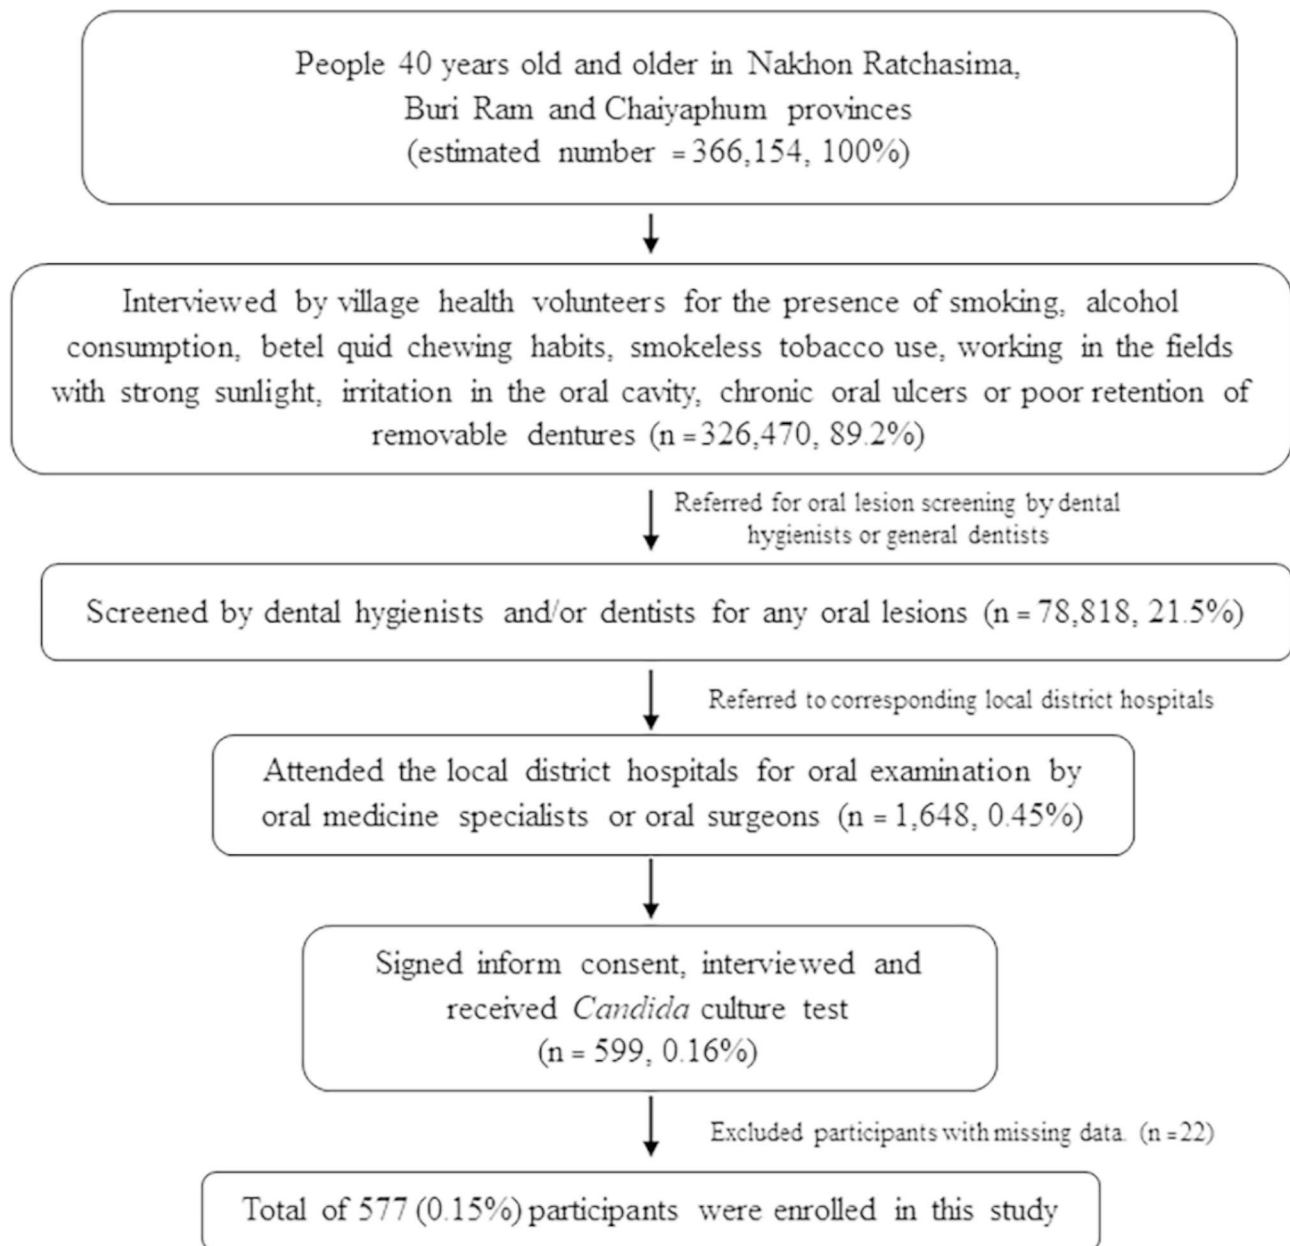 People 40 years old and older in Nakhon Ratchasima,
Buri Ram and Chaiyaphum provinces
(estimated number = 366,154, 100%)
Interviewed by village health volunteers for the presence of smoking, alcohol
consumption, betel quid chewing habits, smokeless tobacco use, working in the fields
with strong sunlight, irritation in the oral cavity, chronic oral ulcers or poor retention of
removable dentures (n = 326,470, 89.2%)
Referred for oral lesion screening by dental
hygienists or general dentists
Screened by dental hygienists and/or dentists for any oral lesions (n = 78,818, 21.5%)
Referred to corresponding local district hospitals
Attended the local district hospitals for oral examination by
oral medicine specialists or oral surgeons (n = 1,648, 0.45%)
Signed inform consent, interviewed and
received Candida culture test
(n = 599, 0.16%)
Excluded participants with missing data. (n =22)
Total of 577 (0.15%) participants were enrolled in this study